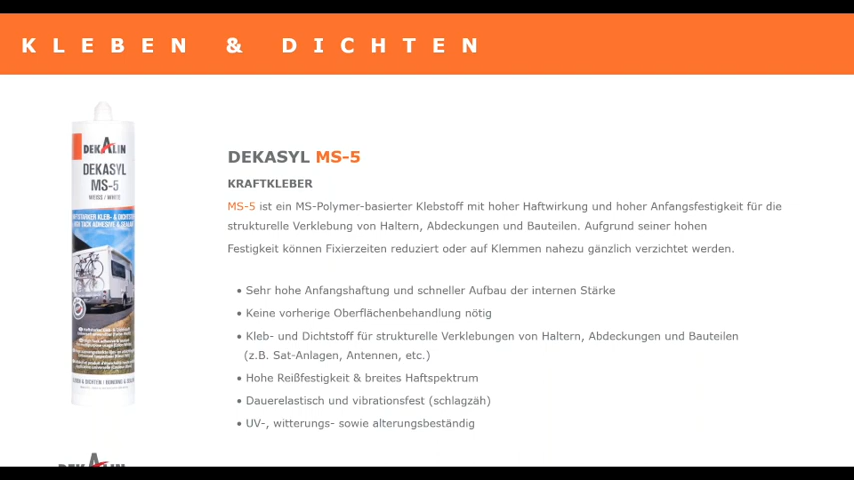 KLEBEN & DICHTEN
DEKALIN
DEKASYL
MS-5
WEISS / WHITE
DEKASYL MS-5
KRAFTKLEBER
MS-5 ist ein MS-Polymer-basierter Klebstoff mit hoher Haftwirkung und hoher Anfangsfestigkeit für die
strukturelle Verklebung von Haltern, Abdeckungen und Bauteilen. Aufgrund seiner hohen
Festigkeit können Fixierzeiten reduziert oder auf Klemmen nahezu gänzlich verzichtet werden.
• Sehr hohe Anfangshaftung und schneller Aufbau der internen Stärke
• Keine vorherige Oberflächenbehandlung nötig
• Kleb- und Dichtstoff für strukturelle Verklebungen von Haltern, Abdeckungen und Bauteilen
(z.B. Sat-Anlagen, Antennen, etc.)
• Hohe Reißfestigkeit & breites Haftspektrum
• Dauerelastisch und vibrationsfest (schlagzäh)
• UV-, witterungs- sowie alterungsbeständig
DEKALIN